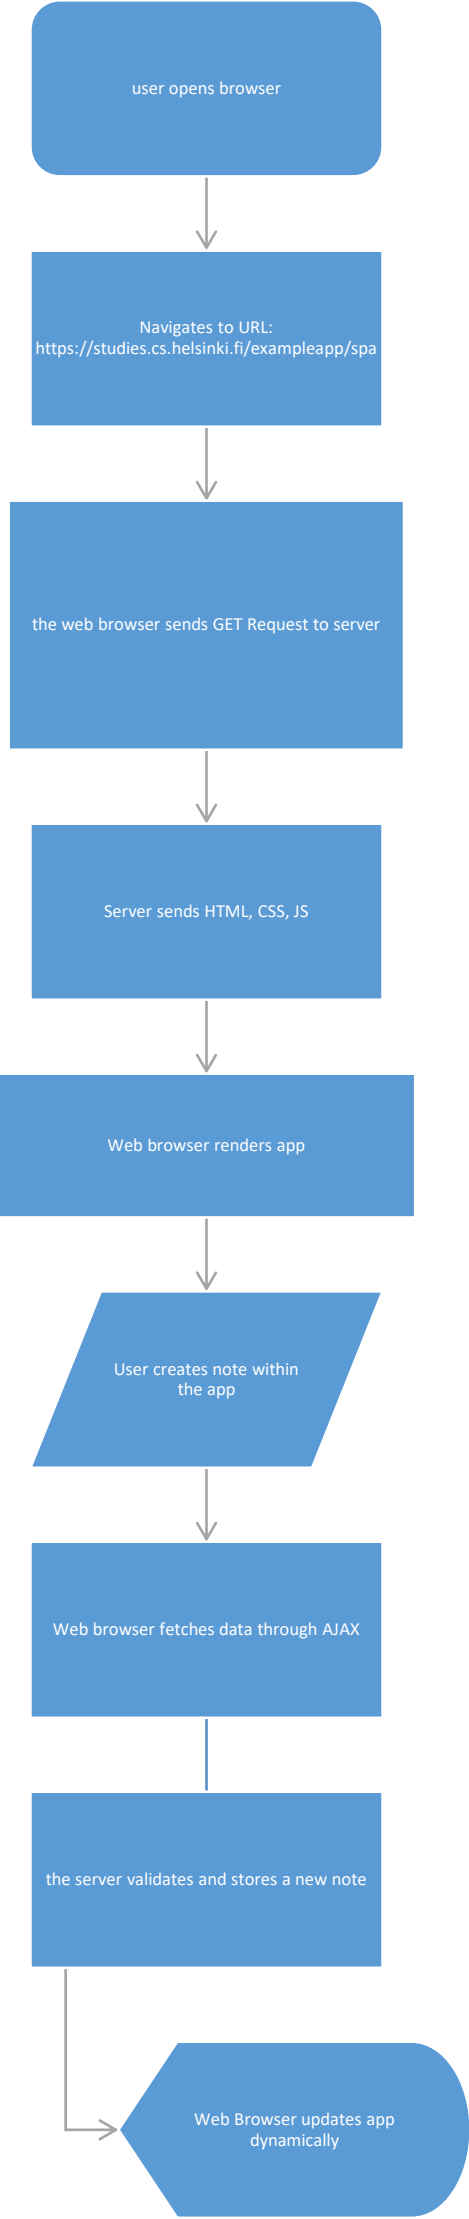 user opens browser
Navigates to URL:
https://studies.cs.helsinki.fi/exampleapp/spa
the web browser sends GET Request to server
Server sends HTML, CSS, JS
Web browser renders app
User creates note within
the app
Web browser fetches data through AJAX
the server validates and stores a new note
Web Browser updates app
dynamically